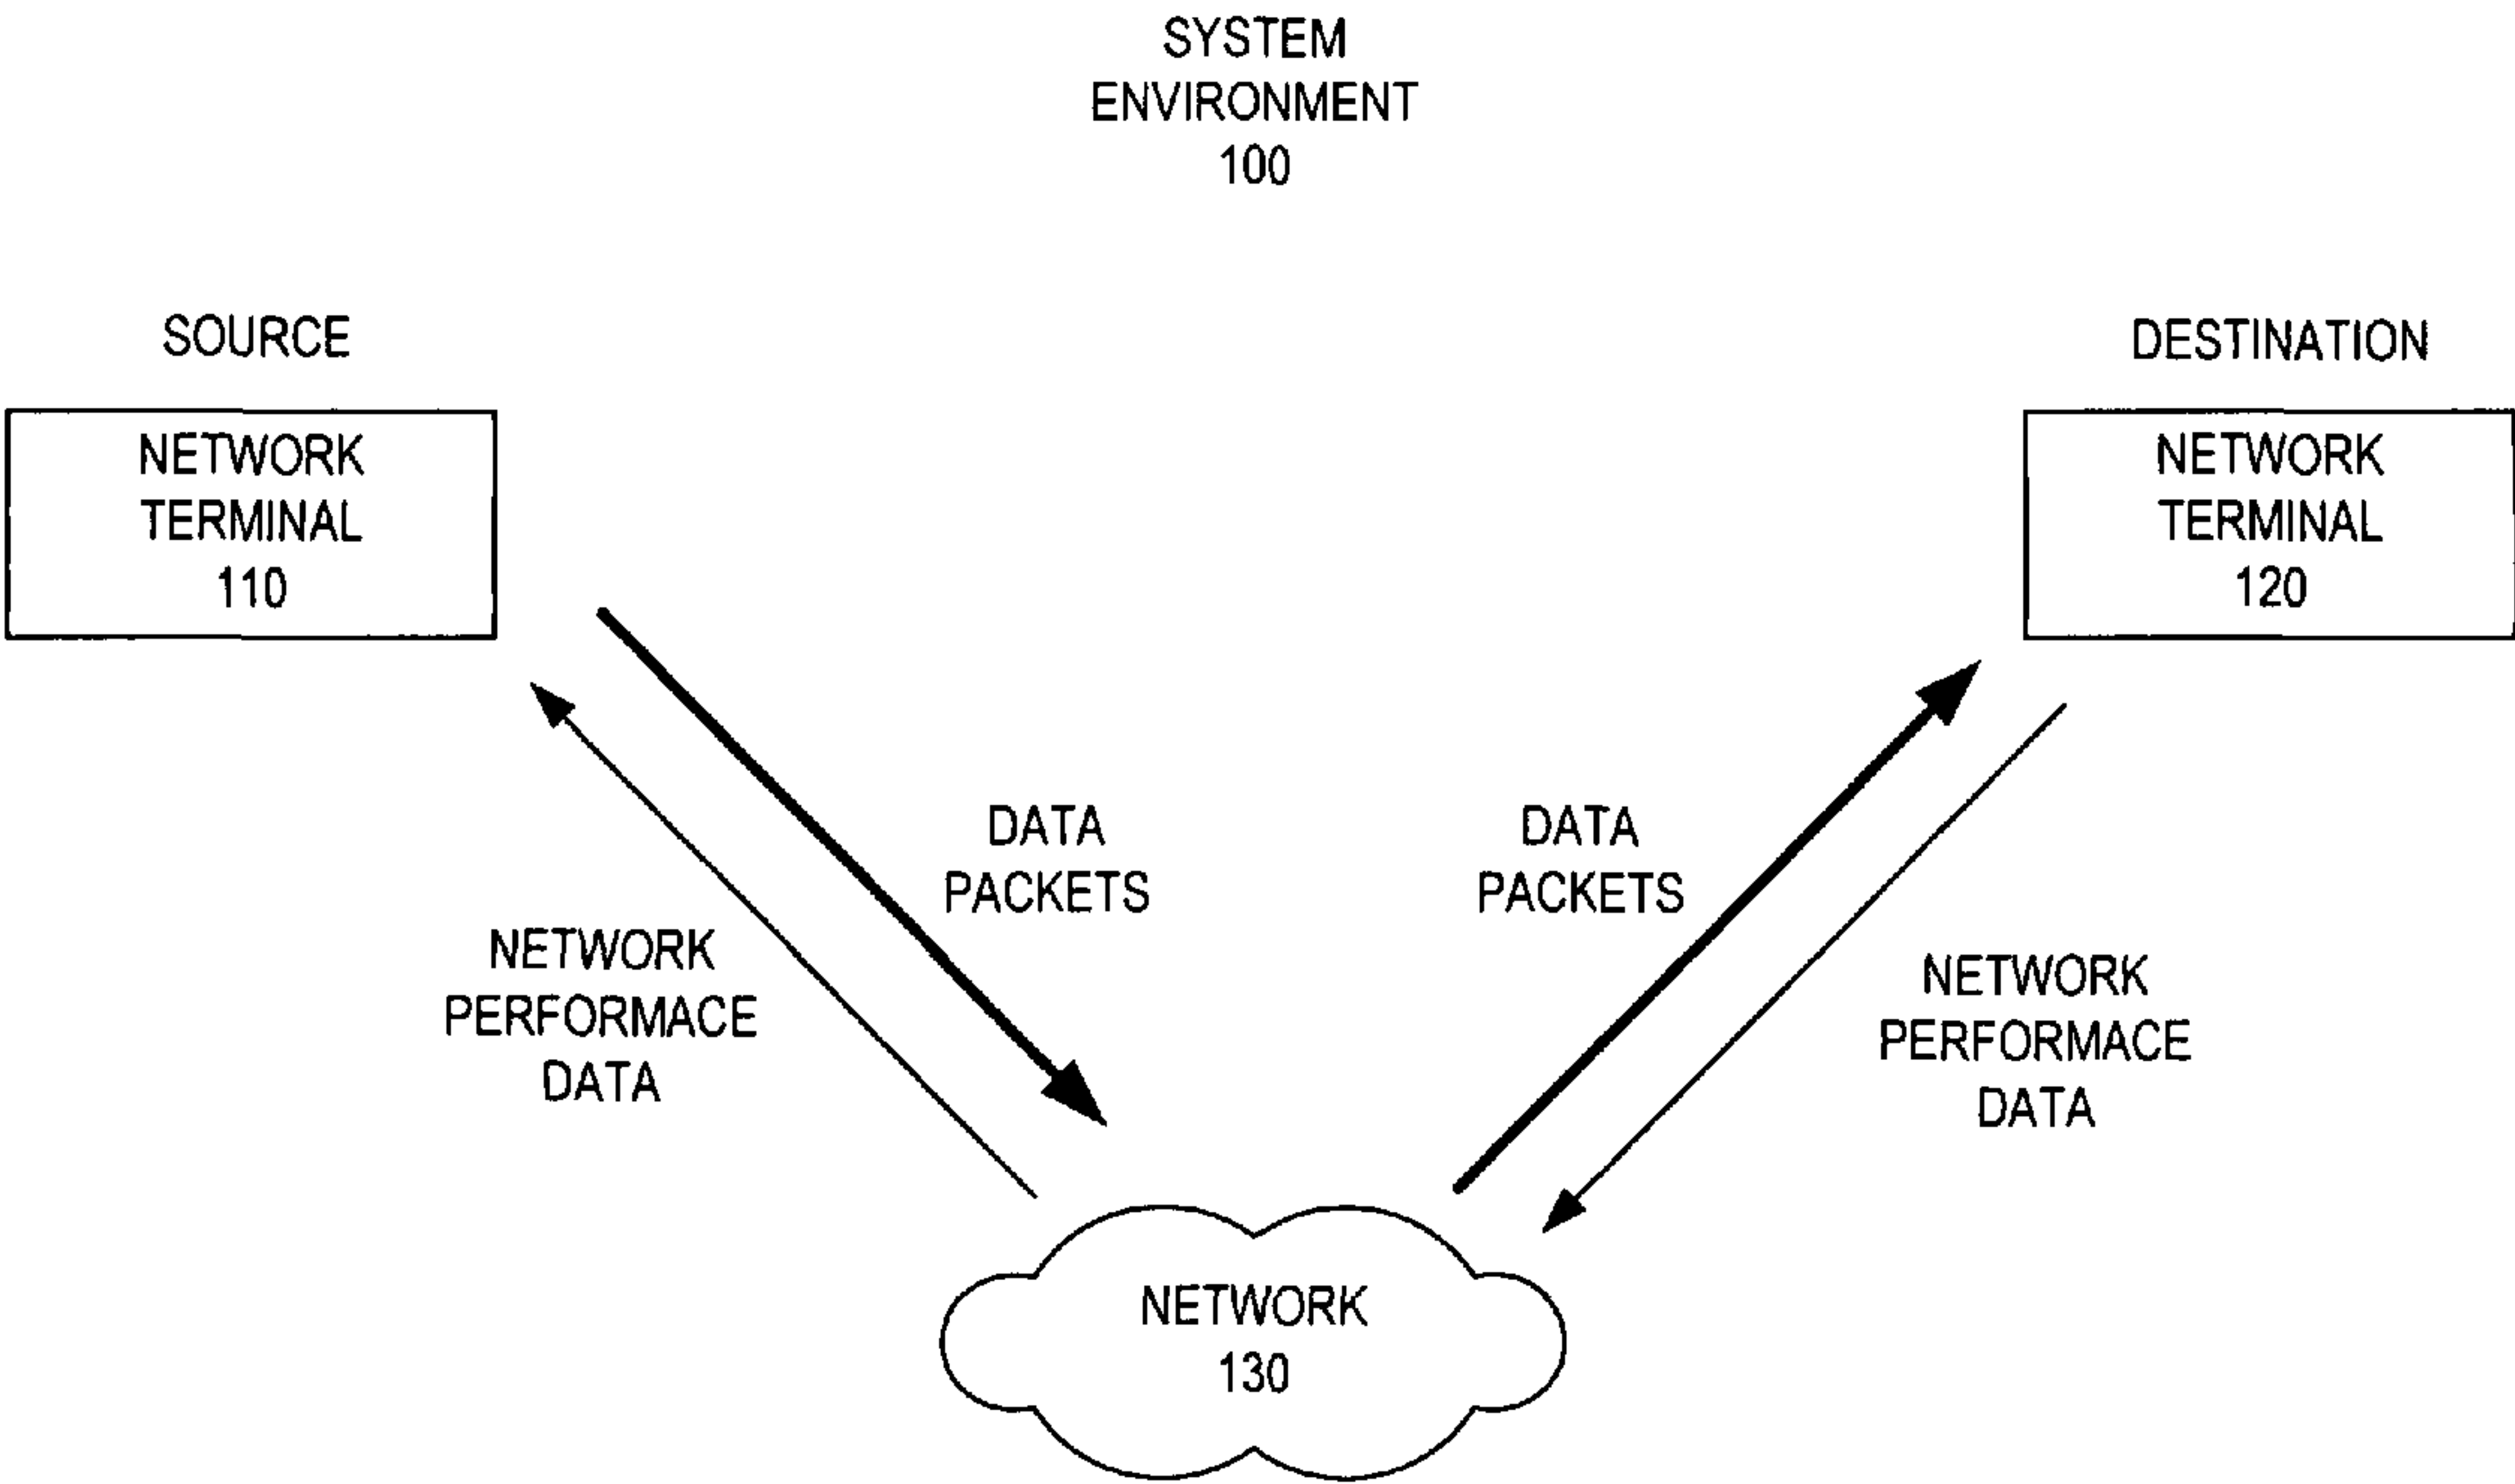 SYSTEM
ENVIRONMENT
100
SOURCE
NETWORK
TERMINAL
110
DESTINATION
NETWORK
TERMINAL
120
DATA
PACKETS
NETWORK
PERFORMACE
DATA
DATA
PACKETS
NETWORK
PERFORMACE
DATA
NETWORK
130